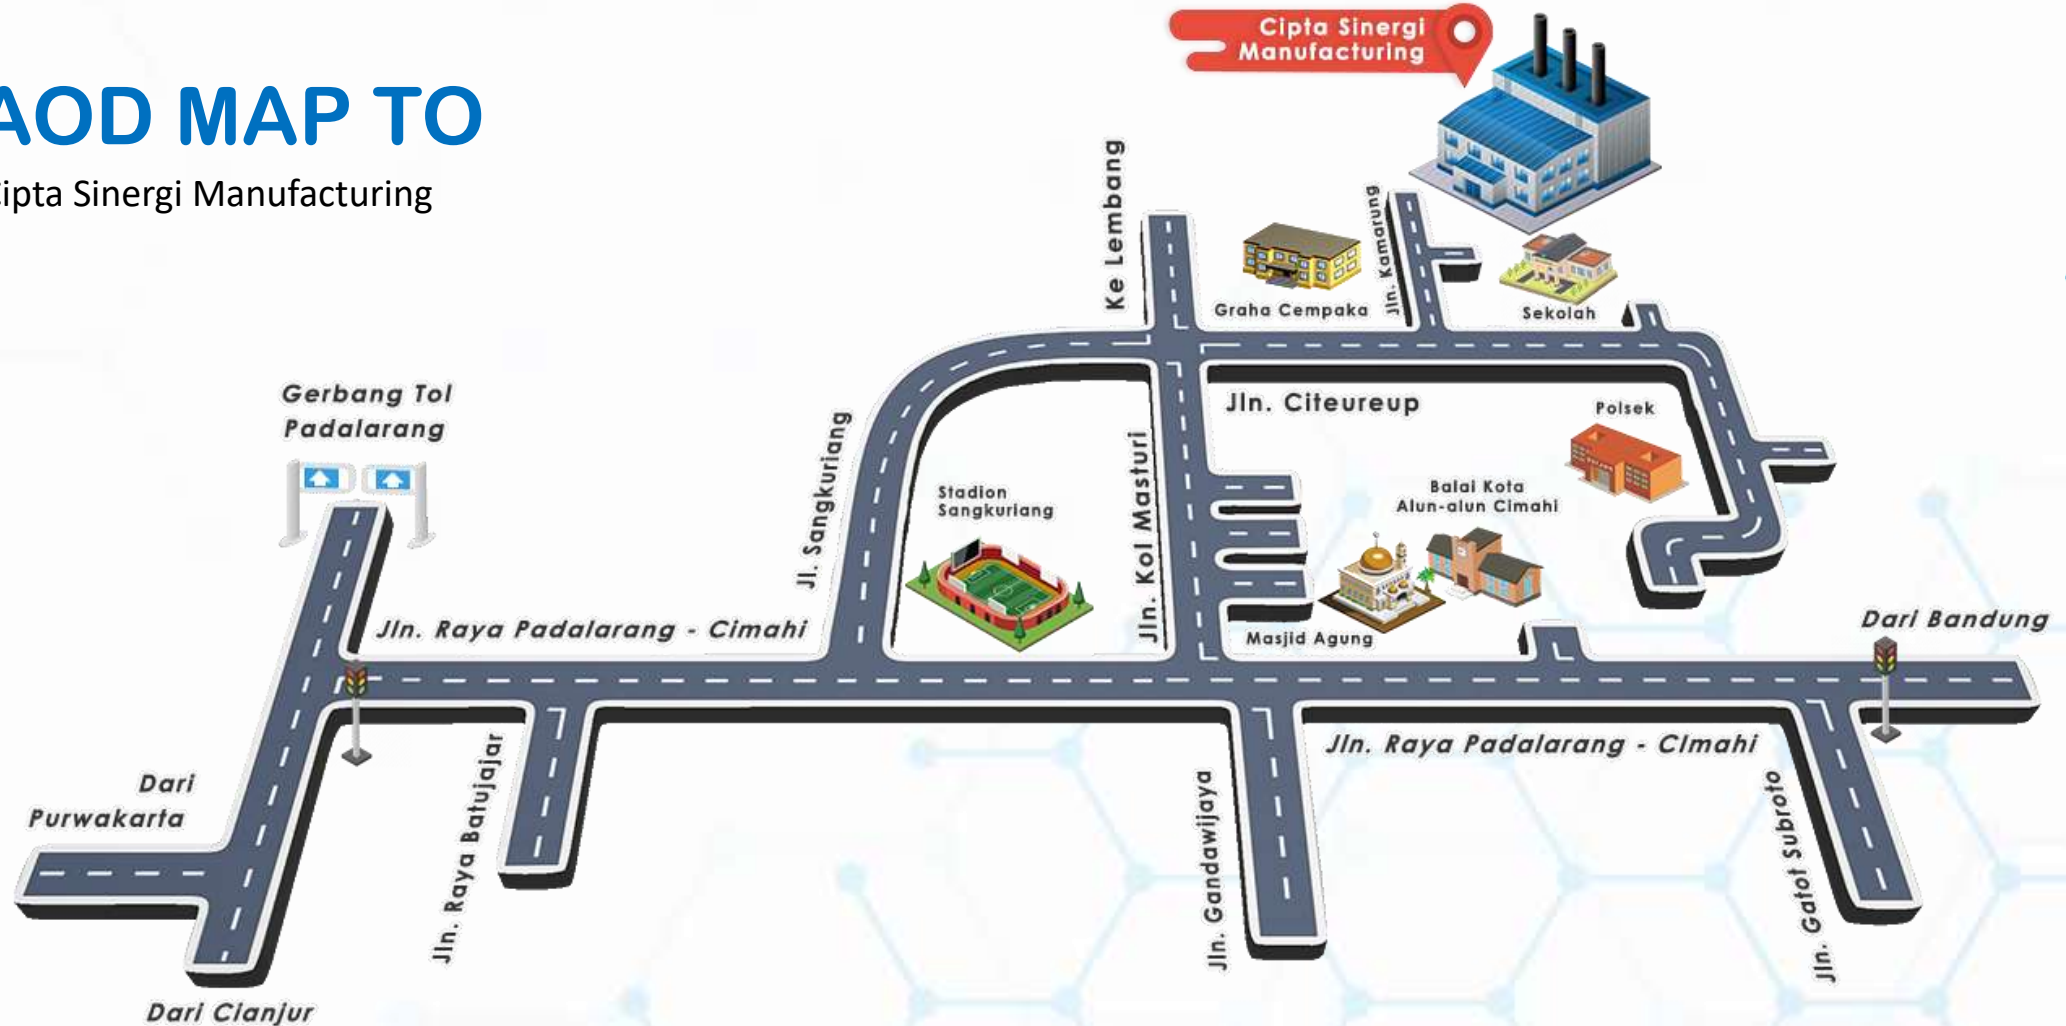 AOD MAP TO
Cipta Sinergi Manufacturing
Cipta Sinergi
Manufacturing
Ke Lembang
Graha Cempaka
Jln. Kamarung
Sekolah
Gerbang Tol
Padalarang
Jln. Citeureup
Polsek
Jl. Sangkuriang
Stadion
Sangkuriang
Jln. Kol Masturi
Balai Kota
Alun-alun Cimahi
Masjid Agung
Jln. Raya Padalarang - Cimahi
Dari Bandung
Jln. Raya Padalarang - CImahi
Dari
Purwakarta
Jln. Raya Batujajar
Jln. Gandawijaya
Jln. Gatot Subroto
Dari Cianjur